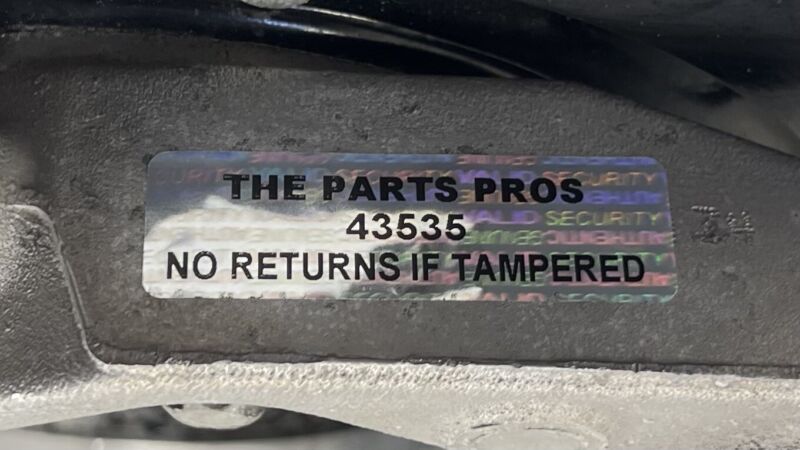 THE PARTS PROS
43535
NO RETURNS IF TAMPERED